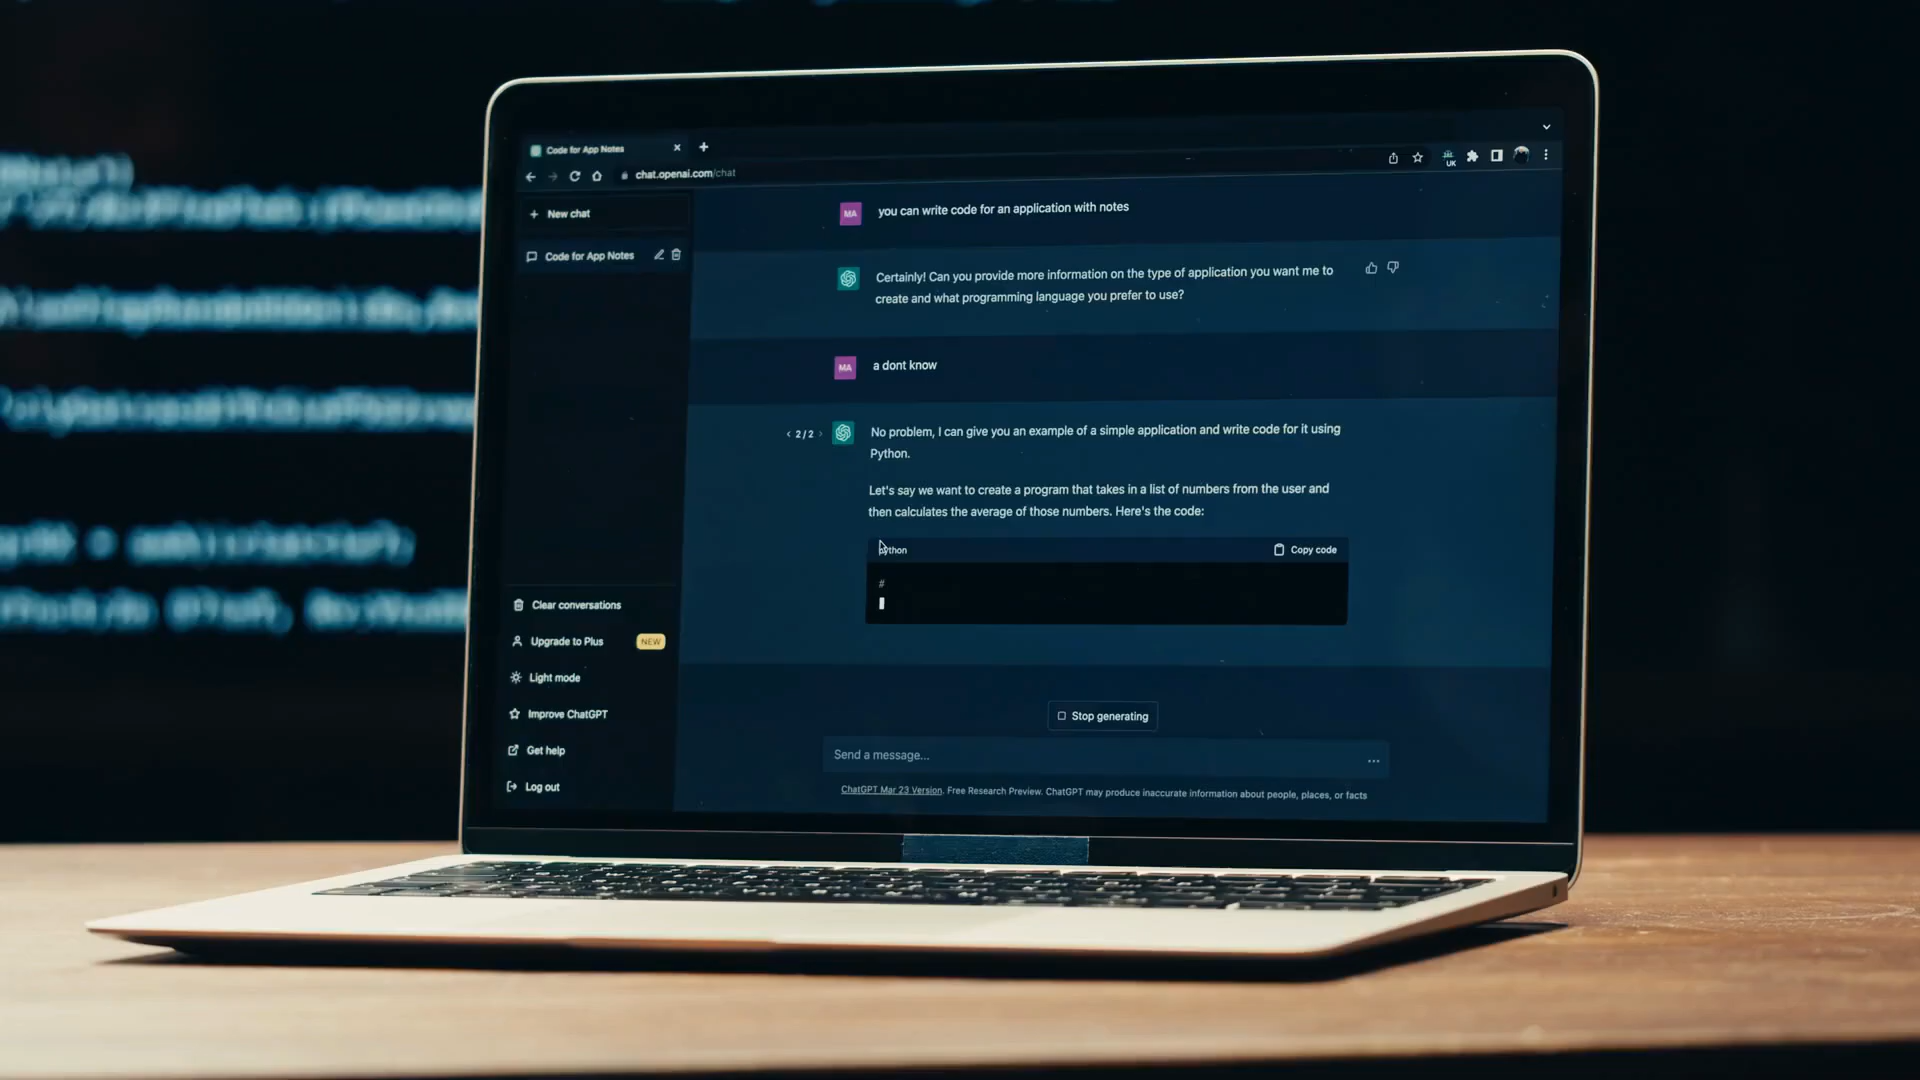 Code for App Notes
chat.openai.com/chat
UK
New chat
Code for App Notes
MA
you can write code for an application with notes
Certainly! Can you provide more information on the type of application you want me to
create and what programming language you prefer to use?
MA
a dont know
2/2
No problem, I can give you an example of a simple application and write code for it using
Python.
Let's say we want to create a program that takes in a list of numbers from the user and
then calculates the average of those numbers. Here's the code:
python
Copy code
#
Clear conversations
Upgrade to Plus NEW
Light mode
Improve ChatGPT
Get help
Log out
Stop generating
Send a message...
ChatGPT Mar 23 Version. Free Research Preview. ChatGPT may produce inaccurate information about people, places, or facts